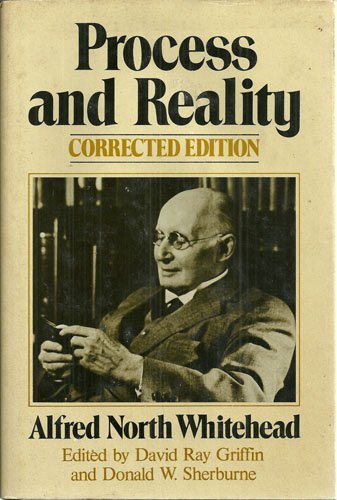 Process
and Reality
CORRECTED EDITION
Alfred North Whitehead
Edited by David Ray Griffin
and Donald W. Sherburne